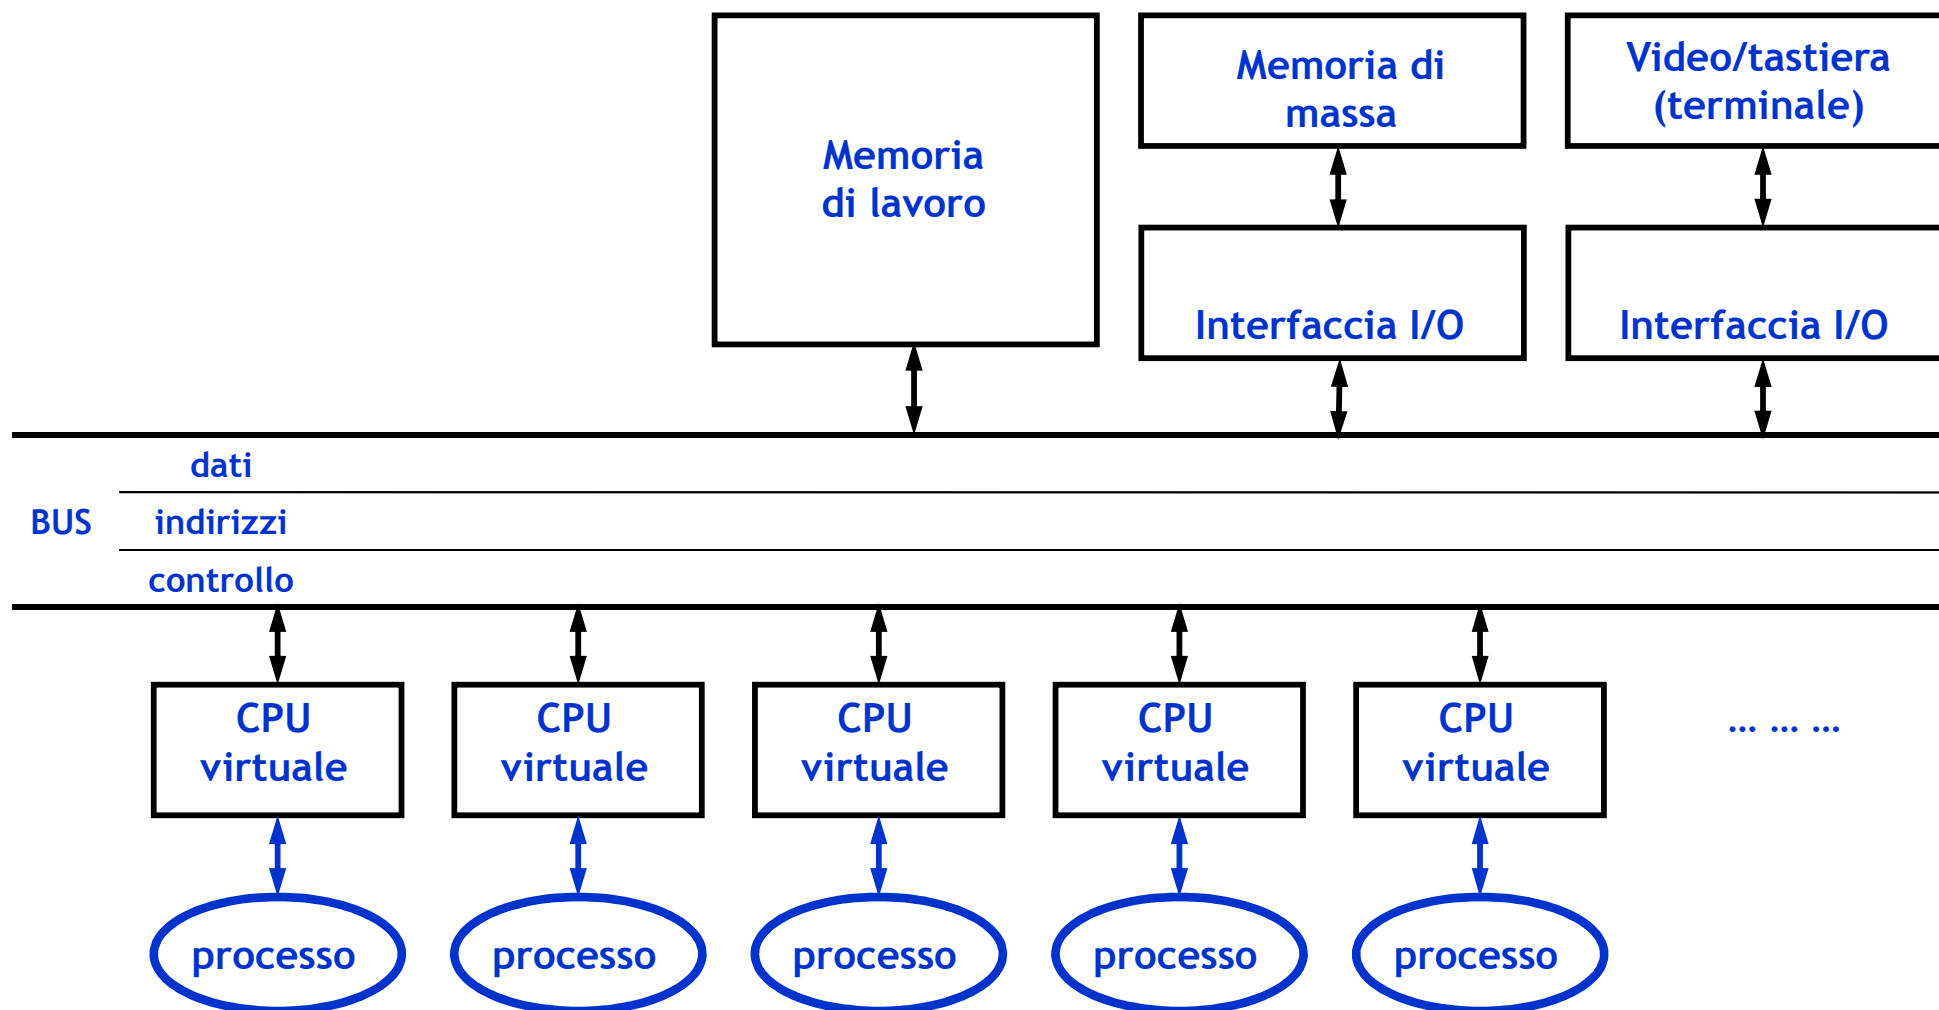 Memoria
di lavoro
Memoria di
massa
Video/tastiera
(terminale)
Interfaccia I/O
Interfaccia I/O
BUS
dati
indirizzi
controllo
CPU
virtuale
CPU
virtuale
CPU
virtuale
CPU
virtuale
CPU
virtuale
... ... ...
processo
processo
processo
processo
processo